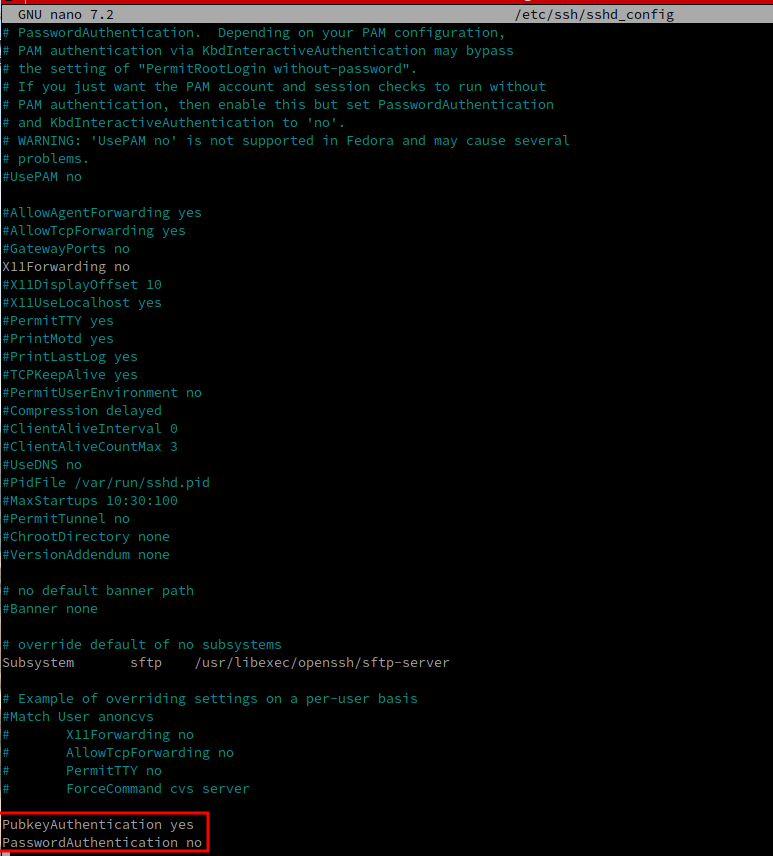 GNU nano 7.2 /etc/ssh/sshd_config
# PasswordAuthentication.  Depending on your PAM configuration,
# PAM authentication via KbdInteractiveAuthentication may bypass
# the setting of "PermitRootLogin without-password".
# If you just want the PAM account and session checks to run without
# PAM authentication, then enable this but set PasswordAuthentication
# and KbdInteractiveAuthentication to 'no'.
# WARNING: 'UsePAM no' is not supported in Fedora and may cause several
# problems.
#UsePAM no
#AllowAgentForwarding yes
#AllowTcpForwarding yes
#GatewayPorts no
X11Forwarding no
#X11DisplayOffset 10
#X11UseLocalhost yes
#PermitTTY yes
#PrintMotd yes
#PrintLastLog yes
#TCPKeepAlive yes
#PermitUserEnvironment no
#Compression delayed
#ClientAliveInterval 0
#ClientAliveCountMax 3
#UseDNS no
#PidFile /var/run/sshd.pid
#MaxStartups 10:30:100
#PermitTunnel no
#ChrootDirectory none
#VersionAddendum none
# no default banner path
#Banner none
# override default of no subsystems
Subsystem       sftp    /usr/libexec/openssh/sftp-server
# Example of overriding settings on a per-user basis
#Match User anoncvs
#       X11Forwarding no
#       AllowTcpForwarding no
#       PermitTTY no
#       ForceCommand cvs server
PubkeyAuthentication yes
PasswordAuthentication no